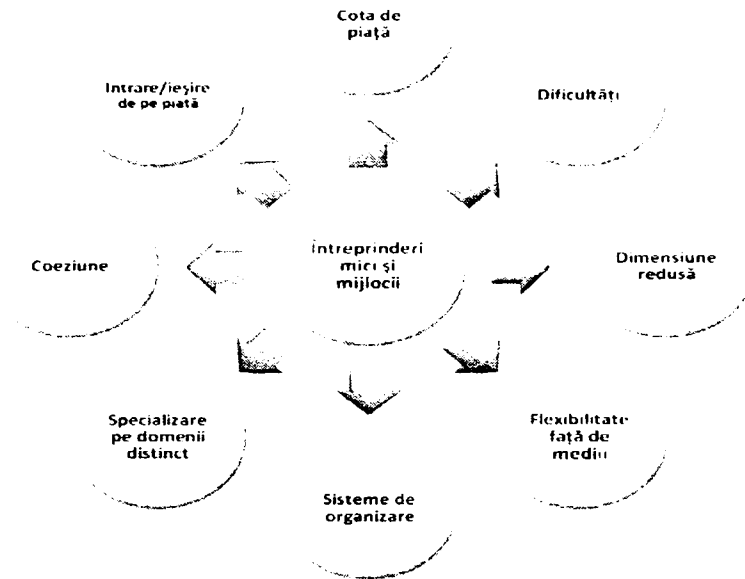 Cota de
piață
Intrare/ieșire
de pe piață
Dificultăți
Coeziune
Întreprinderi
mici și
mijlocii
Dimensiune
redusă
Specializare
pe domenii
distinct
Flexibilitate
față de
mediu
Sisteme de
organizare